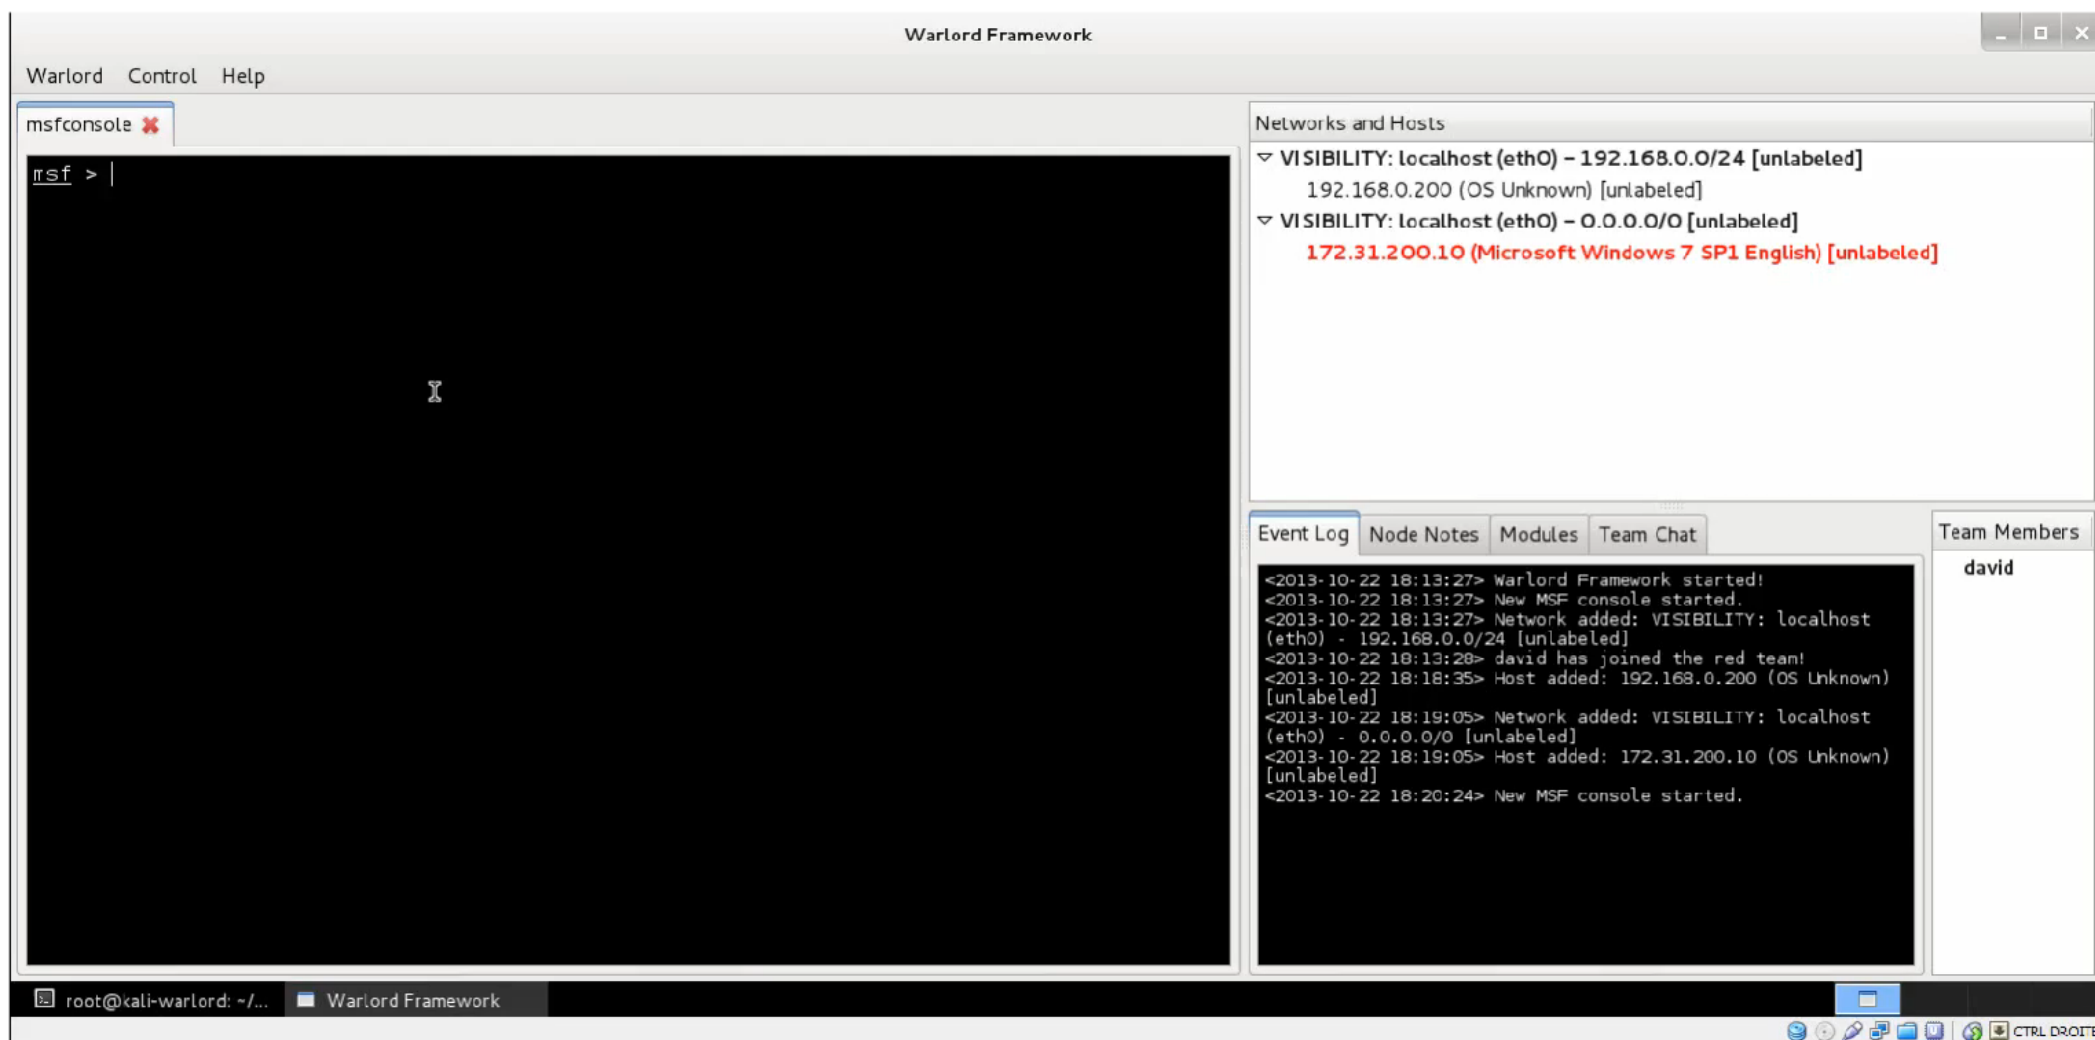 Warlord Framework
Warlord Control Help
msfconsole
msf >
Networks and Hosts
VISIBILITY: localhost (eth0) – 192.168.0.0/24 [unlabeled]
192.168.0.200 (OS Unknown) [unlabeled]
VISIBILITY: localhost (eth0) – 0.0.0.0/0 [unlabeled]
172.31.200.10 (Microsoft Windows 7 SP1 English) [unlabeled]
Event Log Node Notes Modules Team Chat
<2013-10-22 18:13:27> Warlord Framework started!
<2013-10-22 18:13:27> New MSF console started.
<2013-10-22 18:13:27> Network added: VISIBILITY: localhost
(eth0) - 192.168.0.0/24 [unlabeled]
<2013-10-22 18:13:28> david has joined the red team!
<2013-10-22 18:18:35> Host added: 192.168.0.200 (OS Unknown)
[unlabeled]
<2013-10-22 18:19:05> Network added: VISIBILITY: localhost
(eth0) - 0.0.0.0/0 [unlabeled]
<2013-10-22 18:19:05> Host added: 172.31.200.10 (OS Unknown)
[unlabeled]
<2013-10-22 18:20:24> New MSF console started.
Team Members
david
root@kali-warlord: ~/...
Warlord Framework
CTRL DROITE